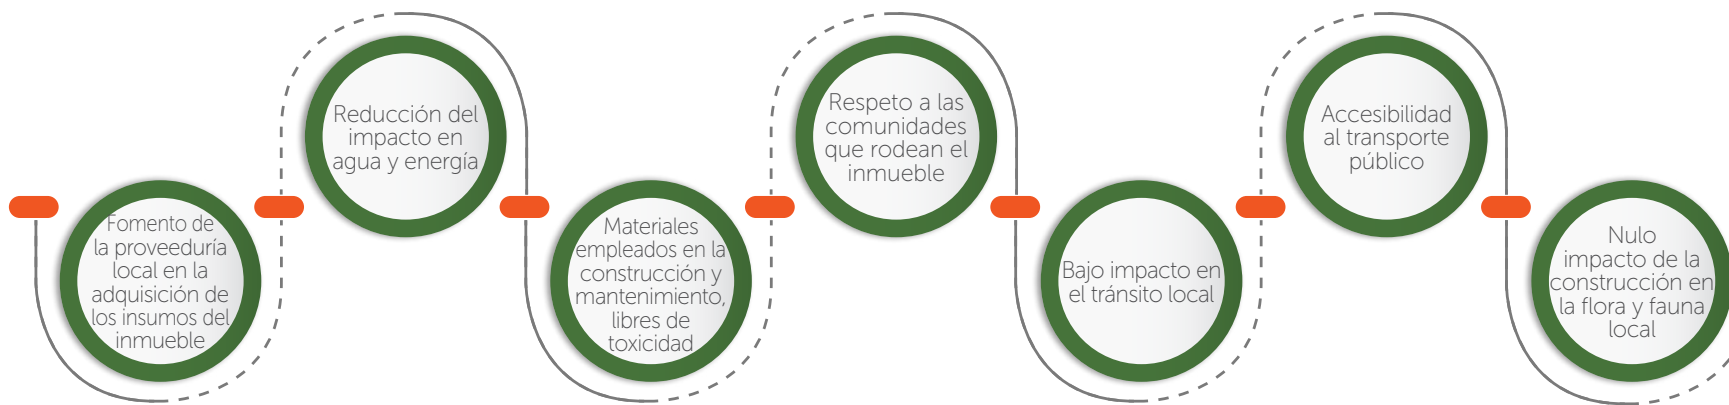 Fomento de
la proveeduría
local en la
adquisición de
los insumos del
inmueble
Reducción del
impacto en
agua y energía
Materiales
empleados en la
construcción y
mantenimiento,
libres de
toxicidad
Respeto a las
comunidades
que rodean el
inmueble
Bajo impacto en
el tránsito local
Accesibilidad
al transporte
público
Nulo
impacto de la
construcción en
la flora y fauna
local